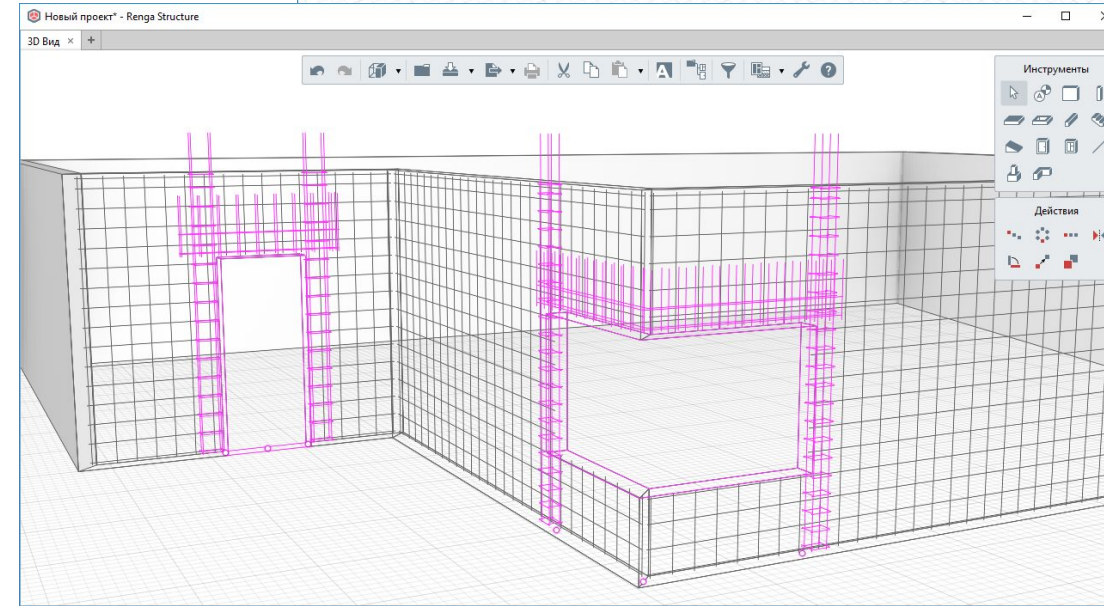 Новый проект* - Renga Structure
3D Вид
Инструменты
Действия